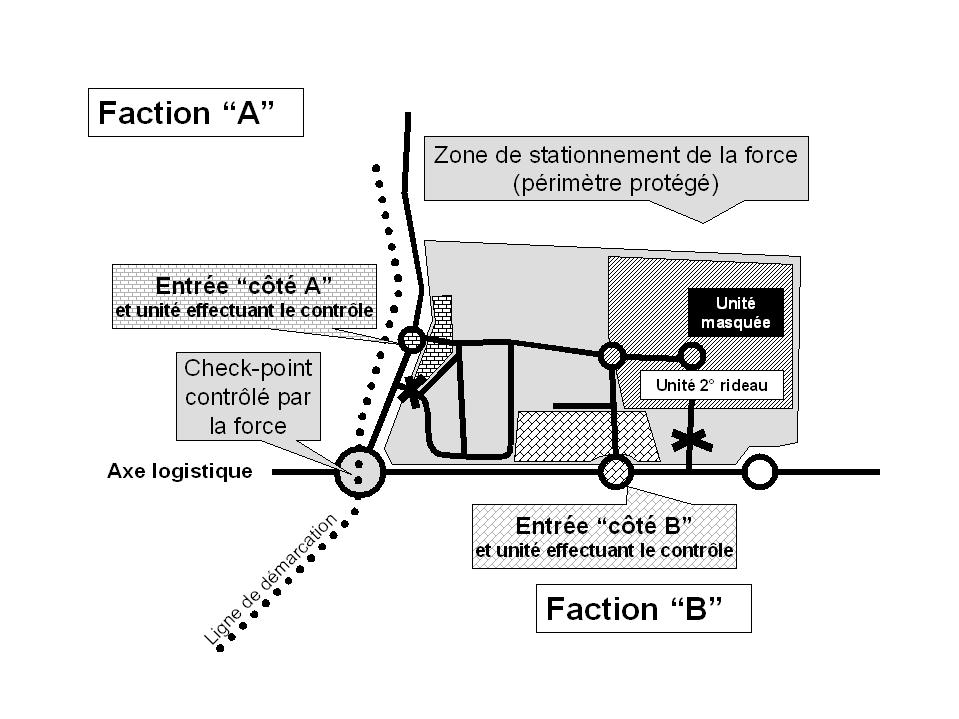 Faction “A”
Zone de stationnement de la force
(périmètre protégé)
Entrée “côté A”
et unité effectuant le contrôle
Unité
masquée
Check-point
contrôlé par
la force
Unité 2° rideau
Axe logistique
Ligne de démarcation
Entrée “côté B”
et unité effectuant le contrôle
Faction “B”